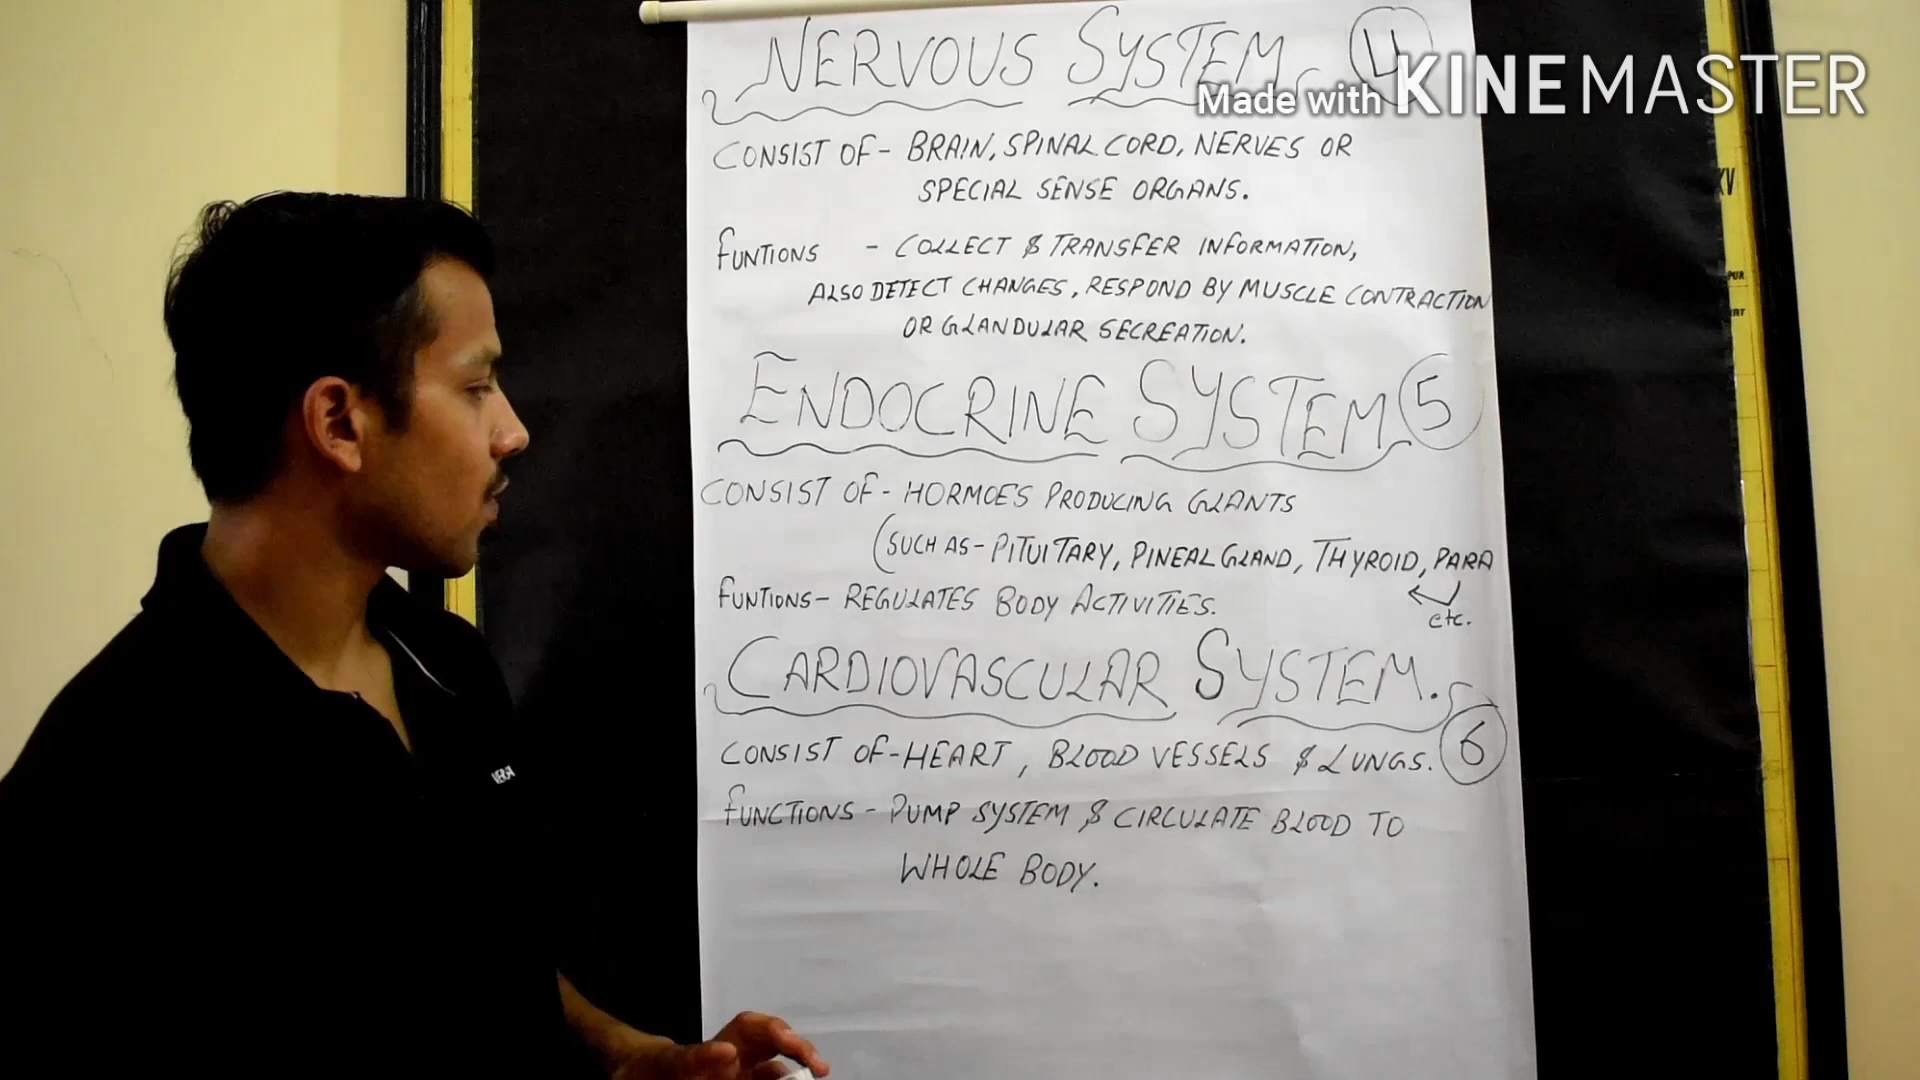 NERVOUS SYSTEM 4
Made with KINEMASTER
CONSIST OF - BRAIN, SPINAL CORD, NERVES OR
SPECIAL SENSE ORGANS.
FUNTIONS - COLLECT & TRANSFER INFORMATION,
ALSO DETECT CHANGES, RESPOND BY MUSCLE CONTRACTION
OR GLANDULAR SECREATION.
ENDOCRINE SYSTEM 5
CONSIST OF - HORMOES PRODUCING GLANTS
(SUCH AS - PITUITARY, PINEAL GLAND, THYROID, PARA
etc.
FUNTIONS - REGULATES BODY ACTIVITIES.
CARDIOVASCULAR SYSTEM.
6
CONSIST OF - HEART, BLOOD VESSELS & LUNGS.
FUNCTIONS - PUMP SYSTEM & CIRCULATE BLOOD TO
WHOLE BODY.